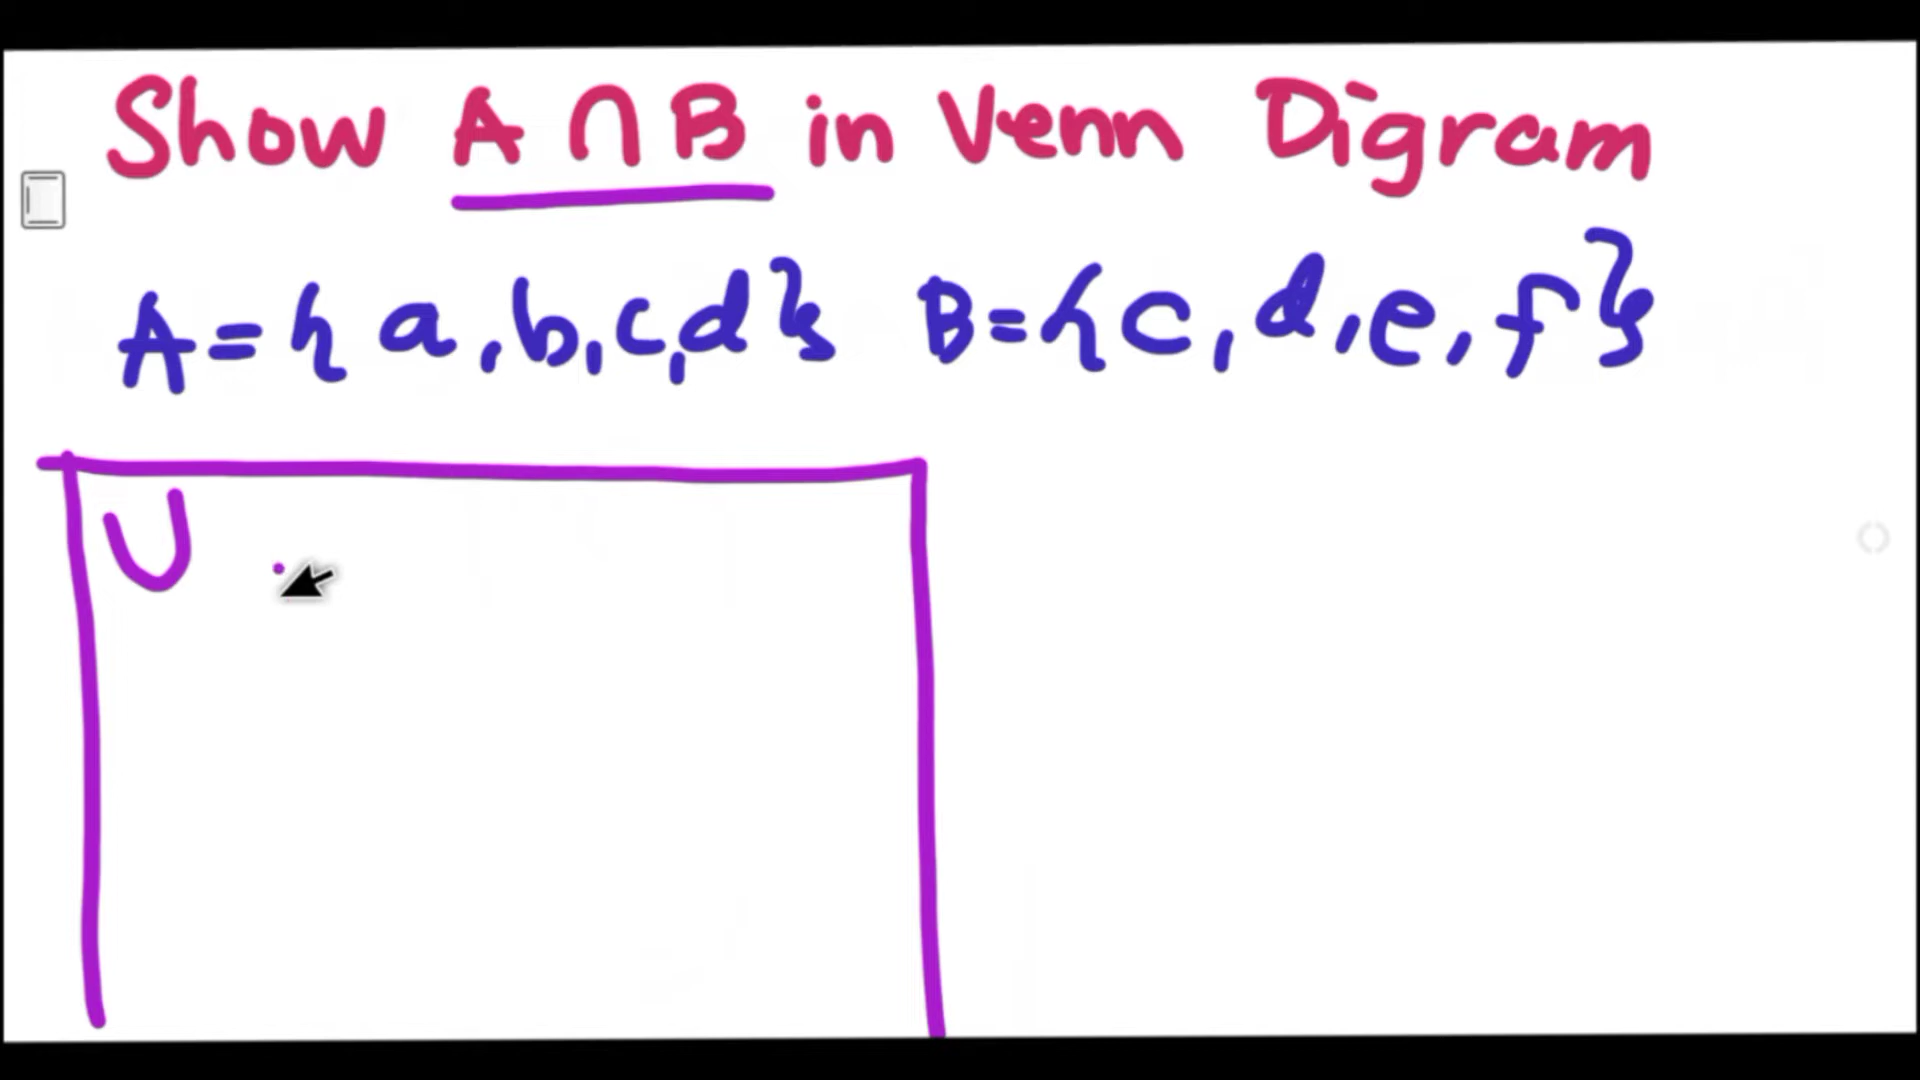 Show A ∩ B in Venn Digram
A = { a , b , c , d } B = { c , d , e , f }
U